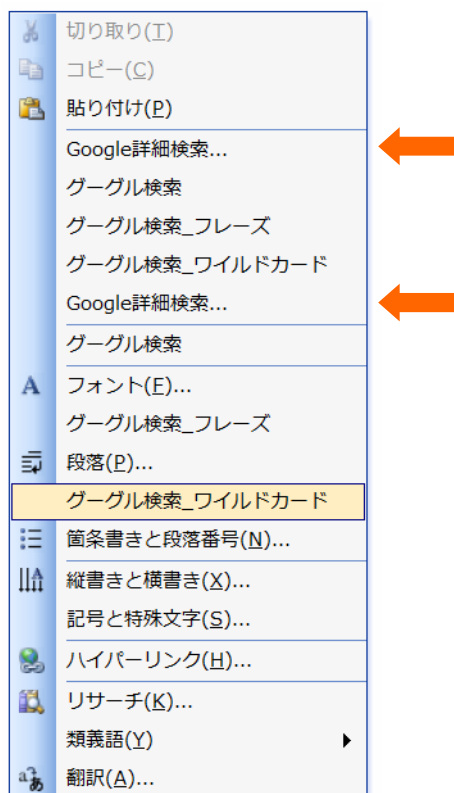 切り取り(T)
コピー(C)
貼り付け(P)
Google詳細検索...
グーグル検索
グーグル検索_フレーズ
グーグル検索_ワイルドカード
Google詳細検索...
グーグル検索
フォント(F)...
グーグル検索_フレーズ
段落(P)...
グーグル検索_ワイルドカード
箇条書きと段落番号(N)...
縦書きと横書き(X)...
記号と特殊文字(S)...
ハイパーリンク(H)...
リサーチ(K)...
類義語(Y)
翻訳(A)...